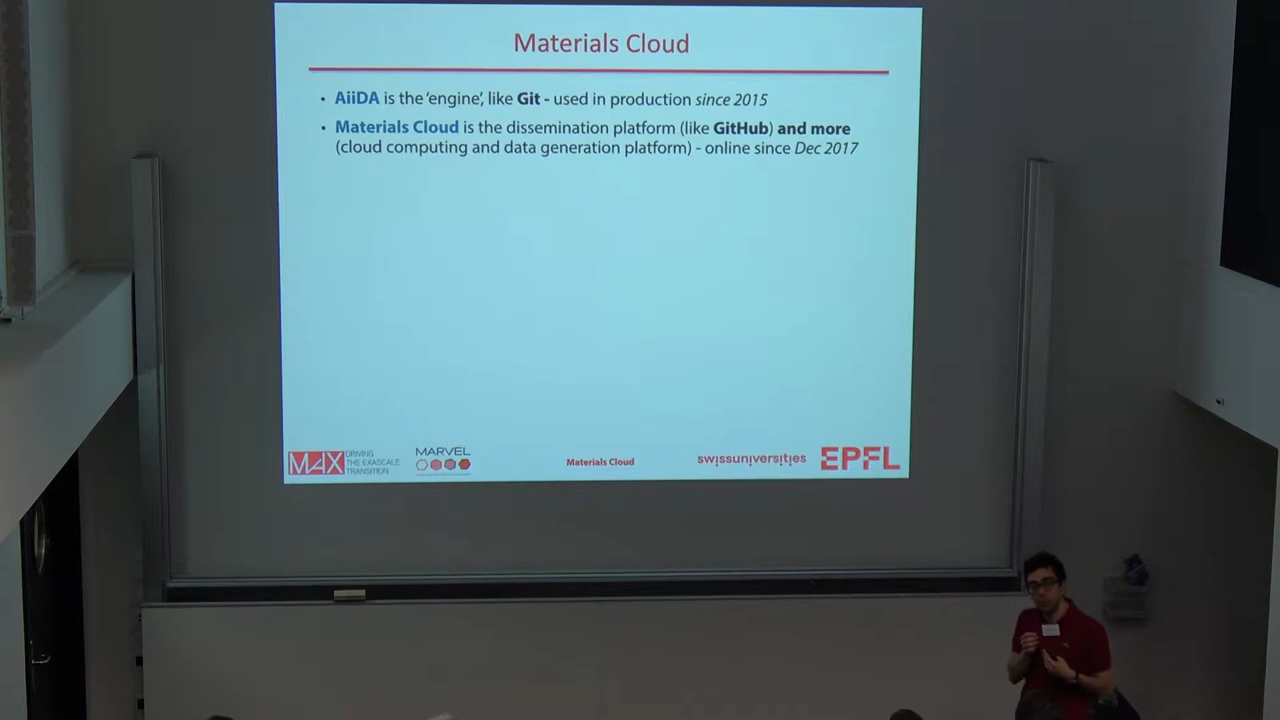 Materials Cloud
• AiiDA is the 'engine', like Git - used in production since 2015
• Materials Cloud is the dissemination platform (like GitHub) and more
(cloud computing and data generation platform) - online since Dec 2017
MAX DRIVING
THE EXASCALE
TRANSITION
MARVEL
Materials Cloud
swissuniversities
EPFL